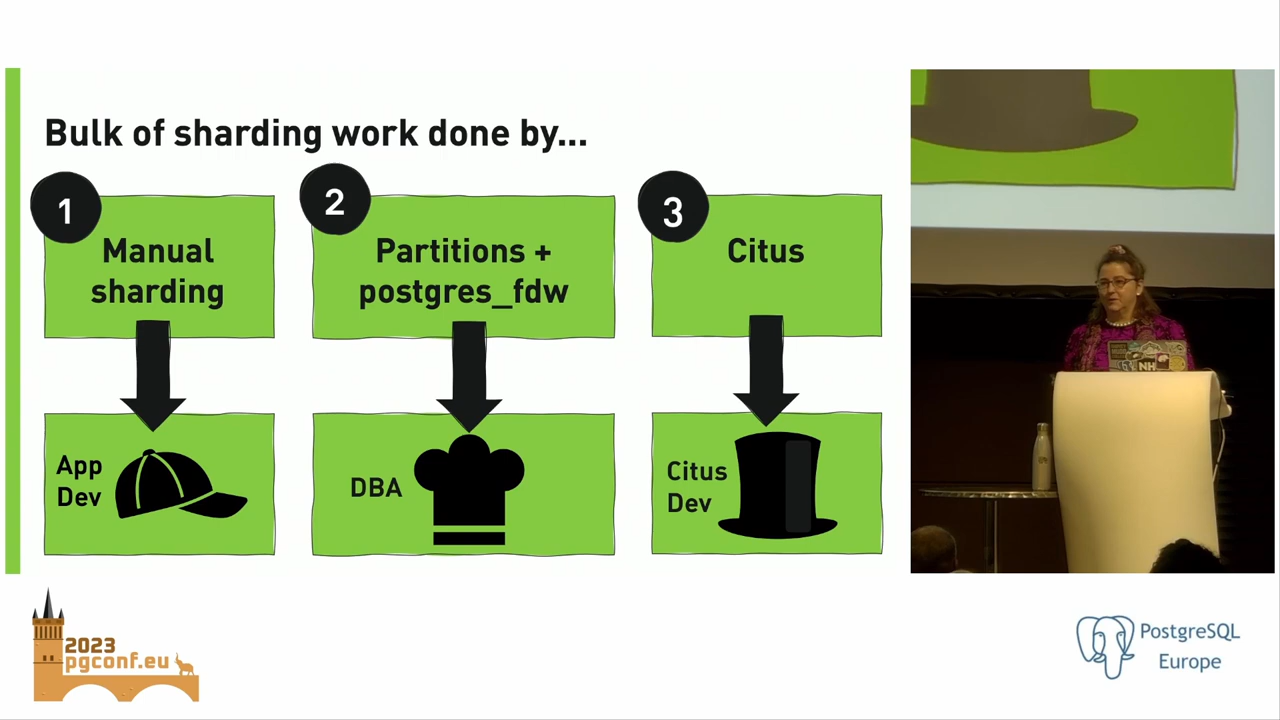 Bulk of sharding work done by...
1
Manual
sharding
2
Partitions +
postgres_fdw
3
Citus
App
Dev
DBA
Citus
Dev
NH
2023
pgconf.eu
PostgreSQL
Europe